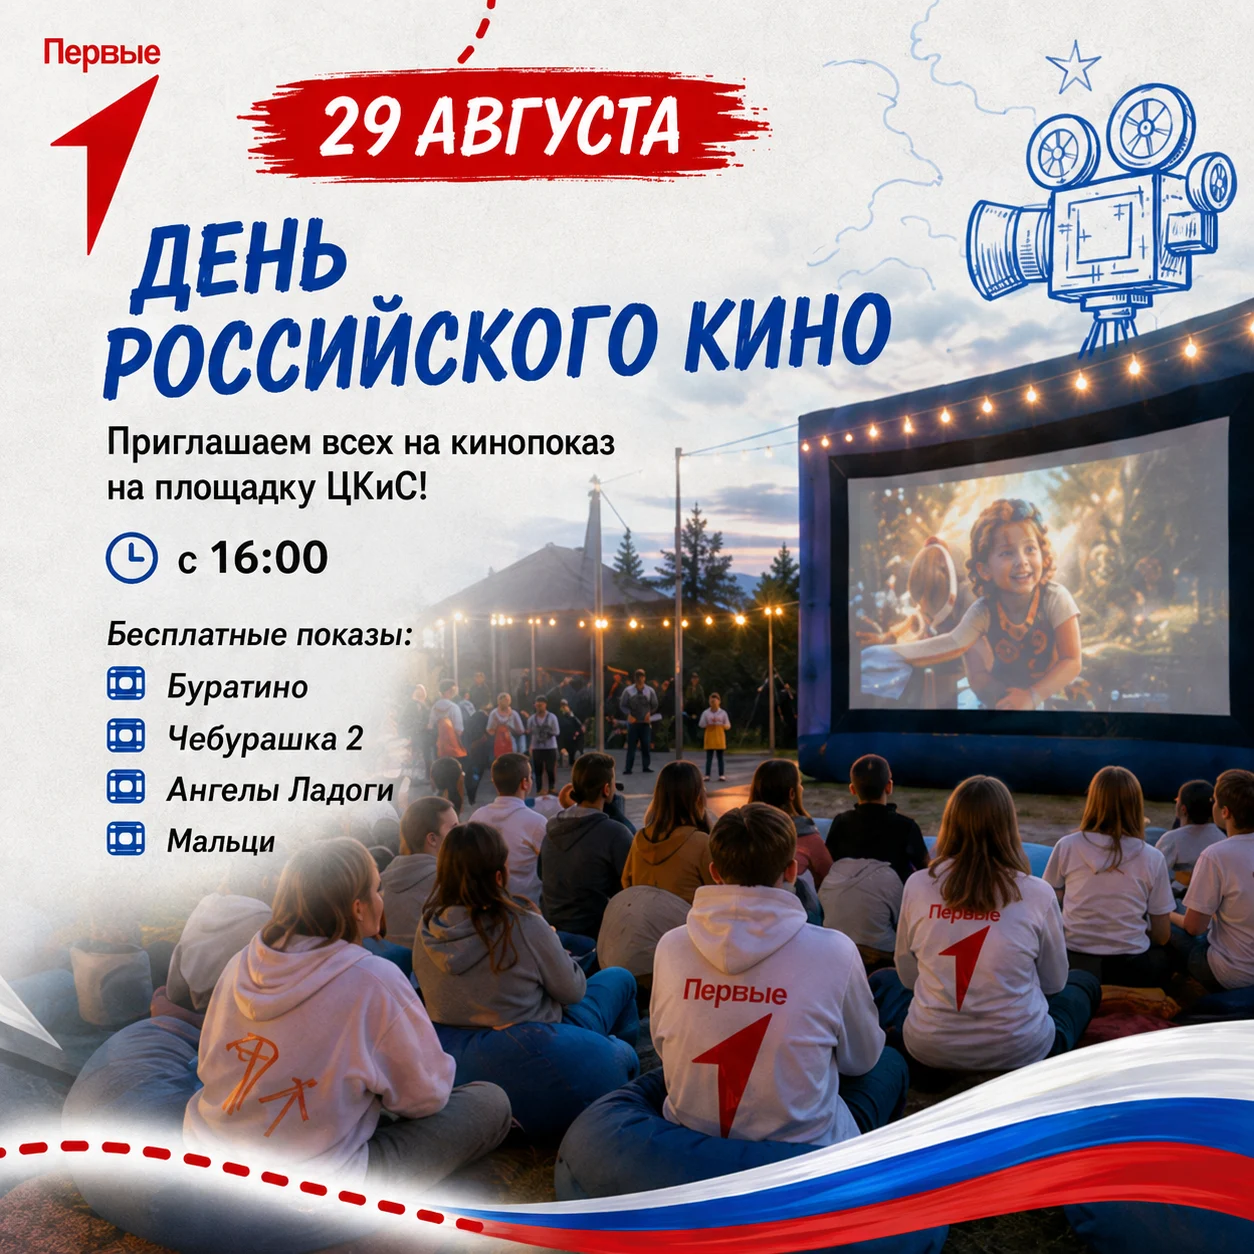 Первые
29 АВГУСТА
ДЕНЬ
РОССИЙСКОГО КИНО
Приглашаем всех на кинопоказ
на площадку ЦКиС!
с 16:00
Бесплатные показы:
Буратино
Чебурашка 2
Ангелы Ладоги
Мальци
Первые
Первые